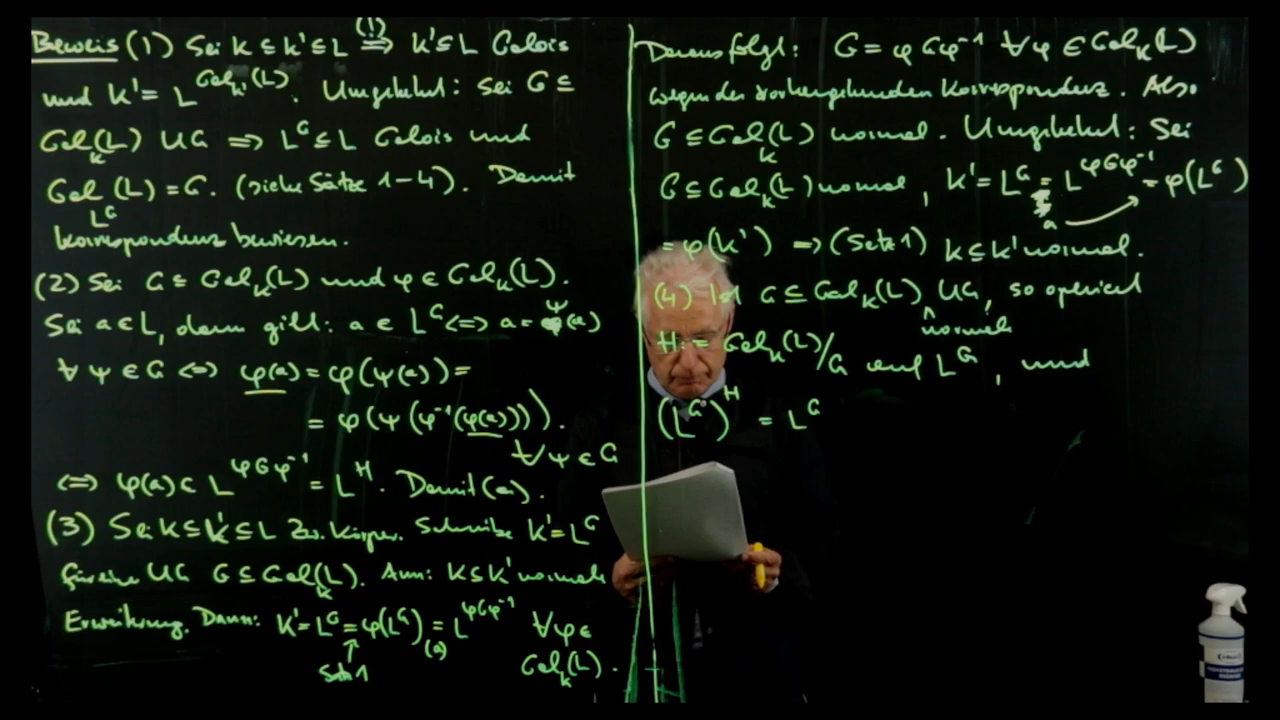 Beweis (1) Sei k ⊆ k' ⊆ L (!) ⟹ k' ⊆ L Galois
und k' = L^{Gal_{k'}(L)}. Umgekehrt: Sei G ⊆
Gal_k(L) UG ⟹ L^G ⊆ L Galois und
Gal_{L^G}(L) = G. (siehe Sätze 1-4). Damit
Korrespondenz bewiesen.
(2) Sei G ⊆ Gal_k(L) und φ ∈ Gal_k(L).
Sei a ∈ L, dann gilt: a ∈ L^G ⟺ a = ψ(a)
∀ ψ ∈ G ⟺ φ(a) = φ(ψ(a)) =
= φ(ψ(φ^{-1}(φ(a)))).
∀ ψ ∈ G
⟺ φ(a) ∈ L^{φGφ^{-1}} = L^H. Damit (a).
(3) Sei k ⊆ k' ⊆ L Zw. Körper. Schreibe k' = L^G
für eine UG G ⊆ Gal_k(L). Ann: k ⊆ k' normale
Erweiterung. Dann: k' = L^G = φ(L^G) = L^{φGφ^{-1}} ∀ φ ∈
↑ (a)
Satz 1 Gal_k(L).
Daraus folgt: G = φGφ^{-1} ∀ φ ∈ Gal_k(L)
wegen der vorhergehenden Korrespondenz. Also
G ⊆ Gal_k(L) normal. Umgekehrt: Sei
G ⊆ Gal_k(L) normal, k' = L^G = L^{φGφ^{-1}} = φ(L^G)
a
= φ(k') ⟹ (Satz 1) k ⊆ k' normal.
(4) Ist G ⊆ Gal_k(L) UG, so operiert
normale
H := Gal_k(L)/G auf L^G, und
(L^G)^H = L^G